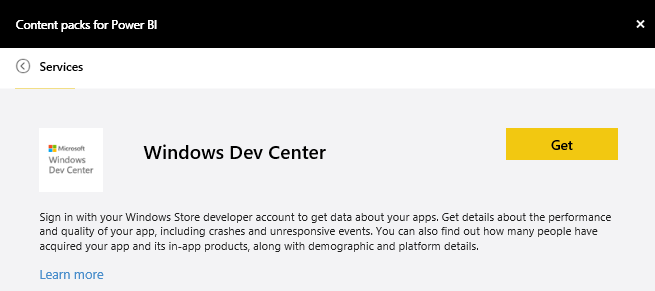 Content packs for Power BI
Services
Microsoft
Windows
Dev Center
Windows Dev Center
Get
Sign in with your Windows Store developer account to get data about your apps. Get details about the performance
and quality of your app, including crashes and unresponsive events. You can also find out how many people have
acquired your app and its in-app products, along with demographic and platform details.
Learn more